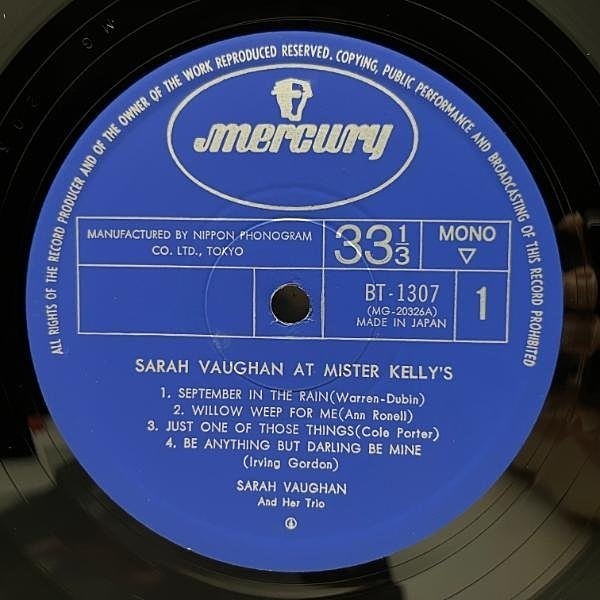 ALL RIGHTS OF THE RECORD PRODUCER AND OF THE OWNER OF THE WORK REPRODUCED RESERVED. COPYING, PUBLIC PERFORMANCE AND BROADCASTING OF THIS RECORD PROHIBITED
mercury
MANUFACTURED BY NIPPON PHONOGRAM
CO. LTD., TOKYO
33 1/3
MONO
▽
BT-1307
(MG-20326A)
MADE IN JAPAN
1
SARAH VAUGHAN AT MISTER KELLY'S
1. SEPTEMBER IN THE RAIN(Warren-Dubin)
2. WILLOW WEEP FOR ME(Ann Ronell)
3. JUST ONE OF THOSE THINGS(Cole Porter)
4. BE ANYTHING BUT DARLING BE MINE
(Irving Gordon)
SARAH VAUGHAN
And Her Trio